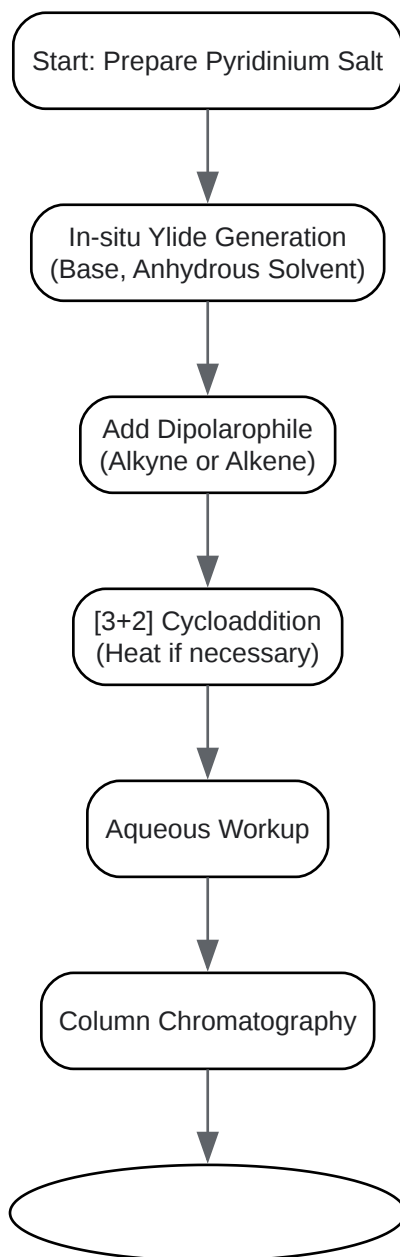 Start: Prepare Pyridinium Salt
In-situ Ylide Generation
(Base, Anhydrous Solvent)
Add Dipolarophile
(Alkyne or Alkene)
[3+2] Cycloaddition
(Heat if necessary)
Aqueous Workup
Column Chromatography